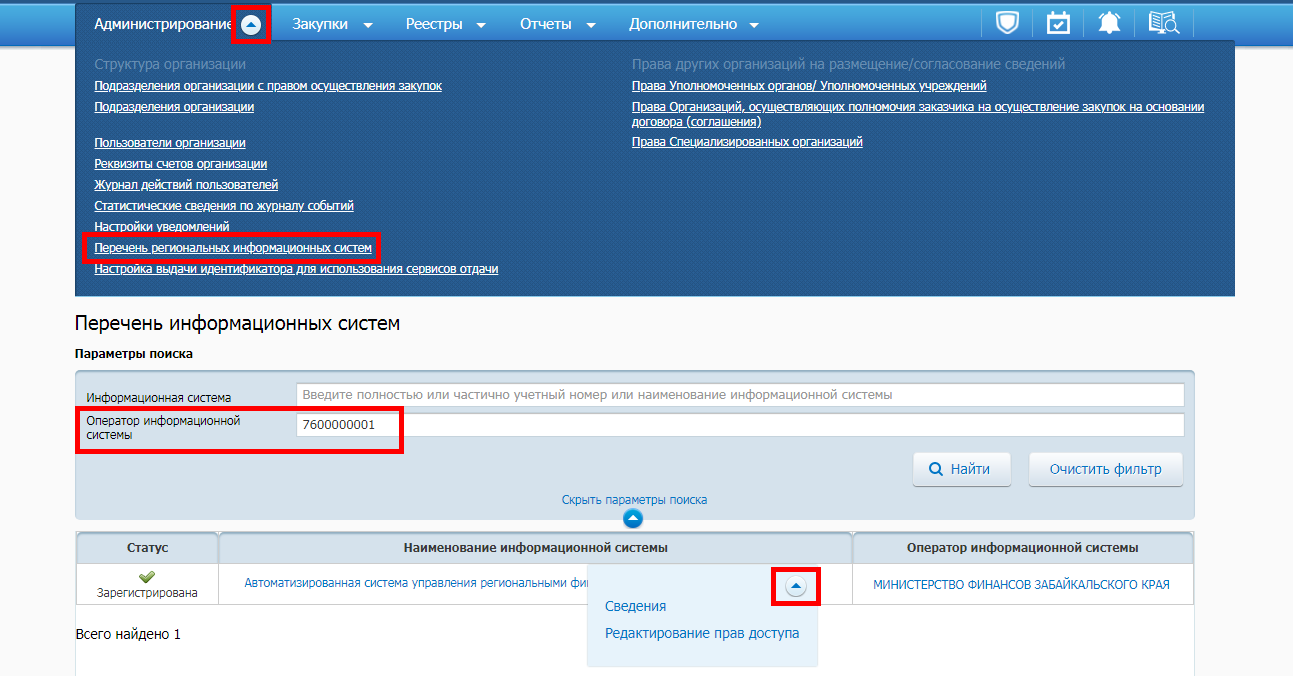 Администрирование Закупки Реестры Отчеты Дополнительно
Структура организации
Подразделения организации с правом осуществления закупок
Подразделения организации
Пользователи организации
Реквизиты счетов организации
Журнал действий пользователей
Статистические сведения по журналу событий
Настройки уведомлений
Перечень региональных информационных систем
Настройка выдачи идентификатора для использования сервисов отдачи
Права других организаций на размещение/согласование сведений
Права Уполномоченных органов/ Уполномоченных учреждений
Права Организаций, осуществляющих полномочия заказчика на осуществление закупок на основании
договора (соглашения)
Права Специализированных организаций
Перечень информационных систем
Параметры поиска
Информационная система Введите полностью или частично учетный номер или наименование информационной системы
Оператор информационной
системы
7600000001
Найти Очистить фильтр
Скрыть параметры поиска
Статус Наименование информационной системы Оператор информационной системы
Зарегистрирована
Автоматизированная система управления региональными фи
МИНИСТЕРСТВО ФИНАНСОВ ЗАБАЙКАЛЬСКОГО КРАЯ
Сведения
Редактирование прав доступа
Всего найдено 1